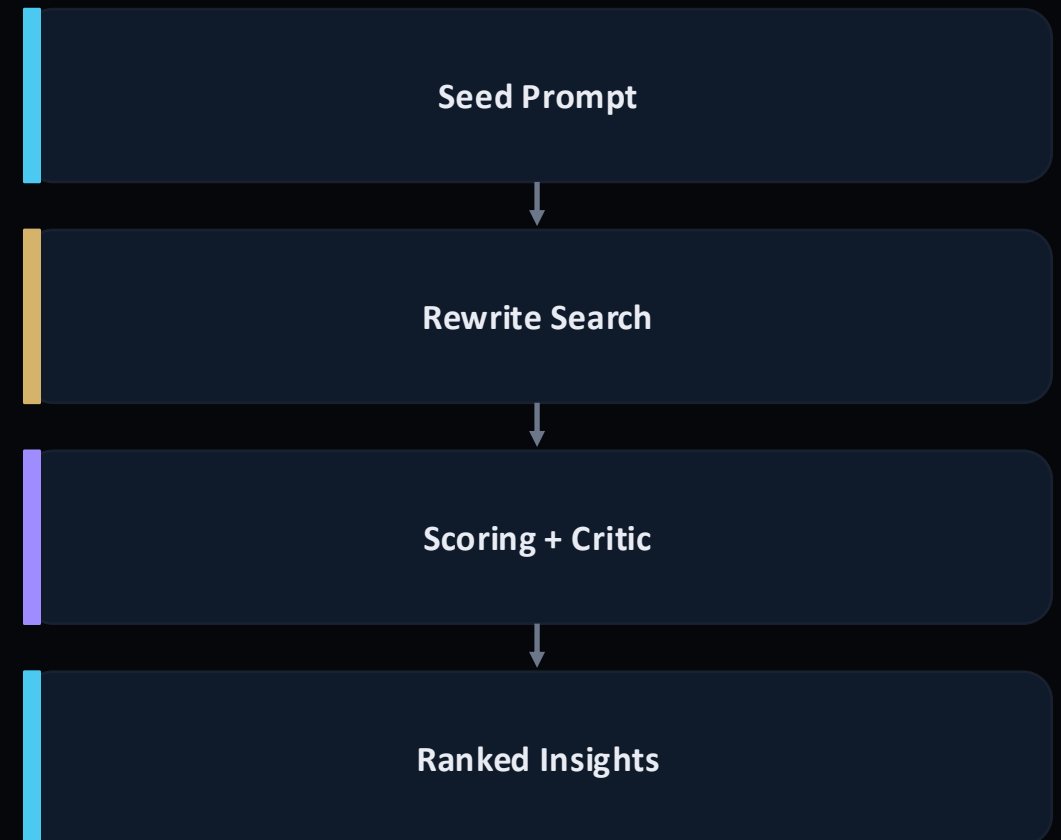 Seed Prompt
Rewrite Search
Scoring + Critic
Ranked Insights